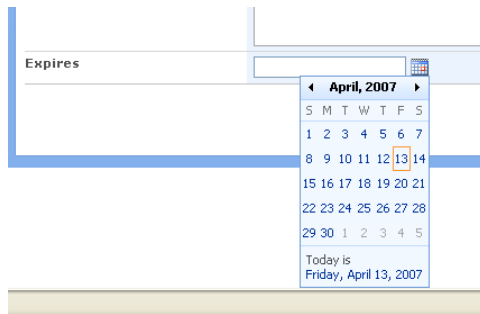 Expires
April, 2007
S M T W T F S
1 2 3 4 5 6 7
8 9 10 11 12 13 14
15 16 17 18 19 20 21
22 23 24 25 26 27 28
29 30 1 2 3 4 5
Today is
Friday, April 13, 2007